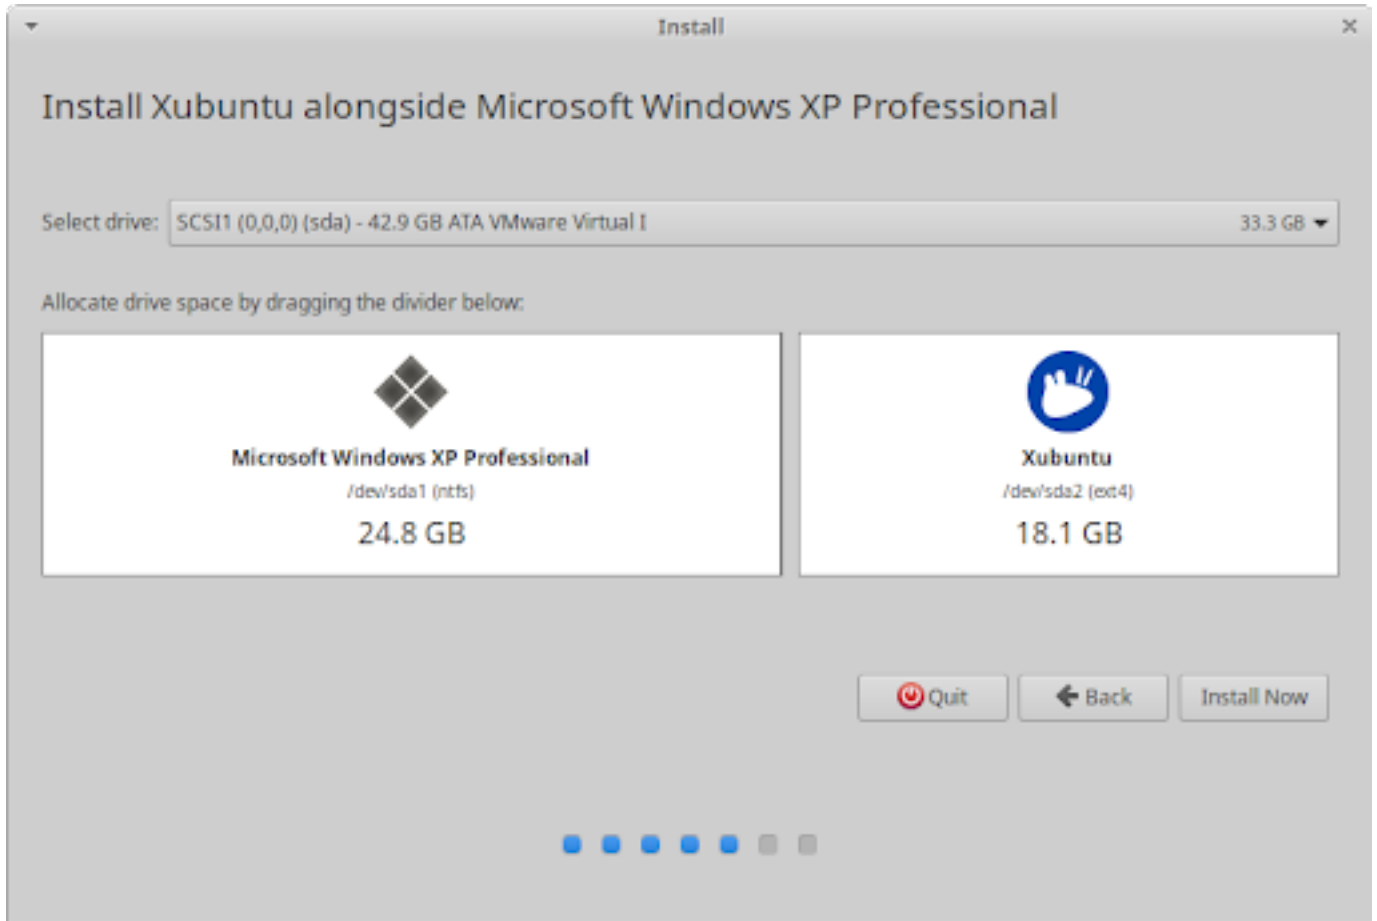 Install
Install Xubuntu alongside Microsoft Windows XP Professional
Select drive: SCSI1 (0,0,0) (sda) - 42.9 GB ATA VMware Virtual I 33.3 GB
Allocate drive space by dragging the divider below:
Microsoft Windows XP Professional
/dev/sda1 (ntfs)
24.8 GB
Xubuntu
/dev/sda2 (ext4)
18.1 GB
Quit Back Install Now